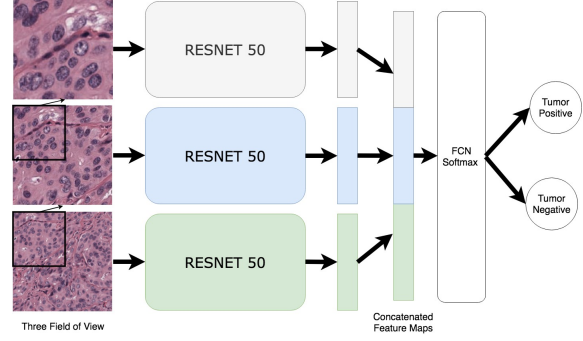 RESNET 50
RESNET 50
RESNET 50
FCN
Softmax
Tumor
Positive
Tumor
Negative
Three Field of View
Concatenated
Feature Maps